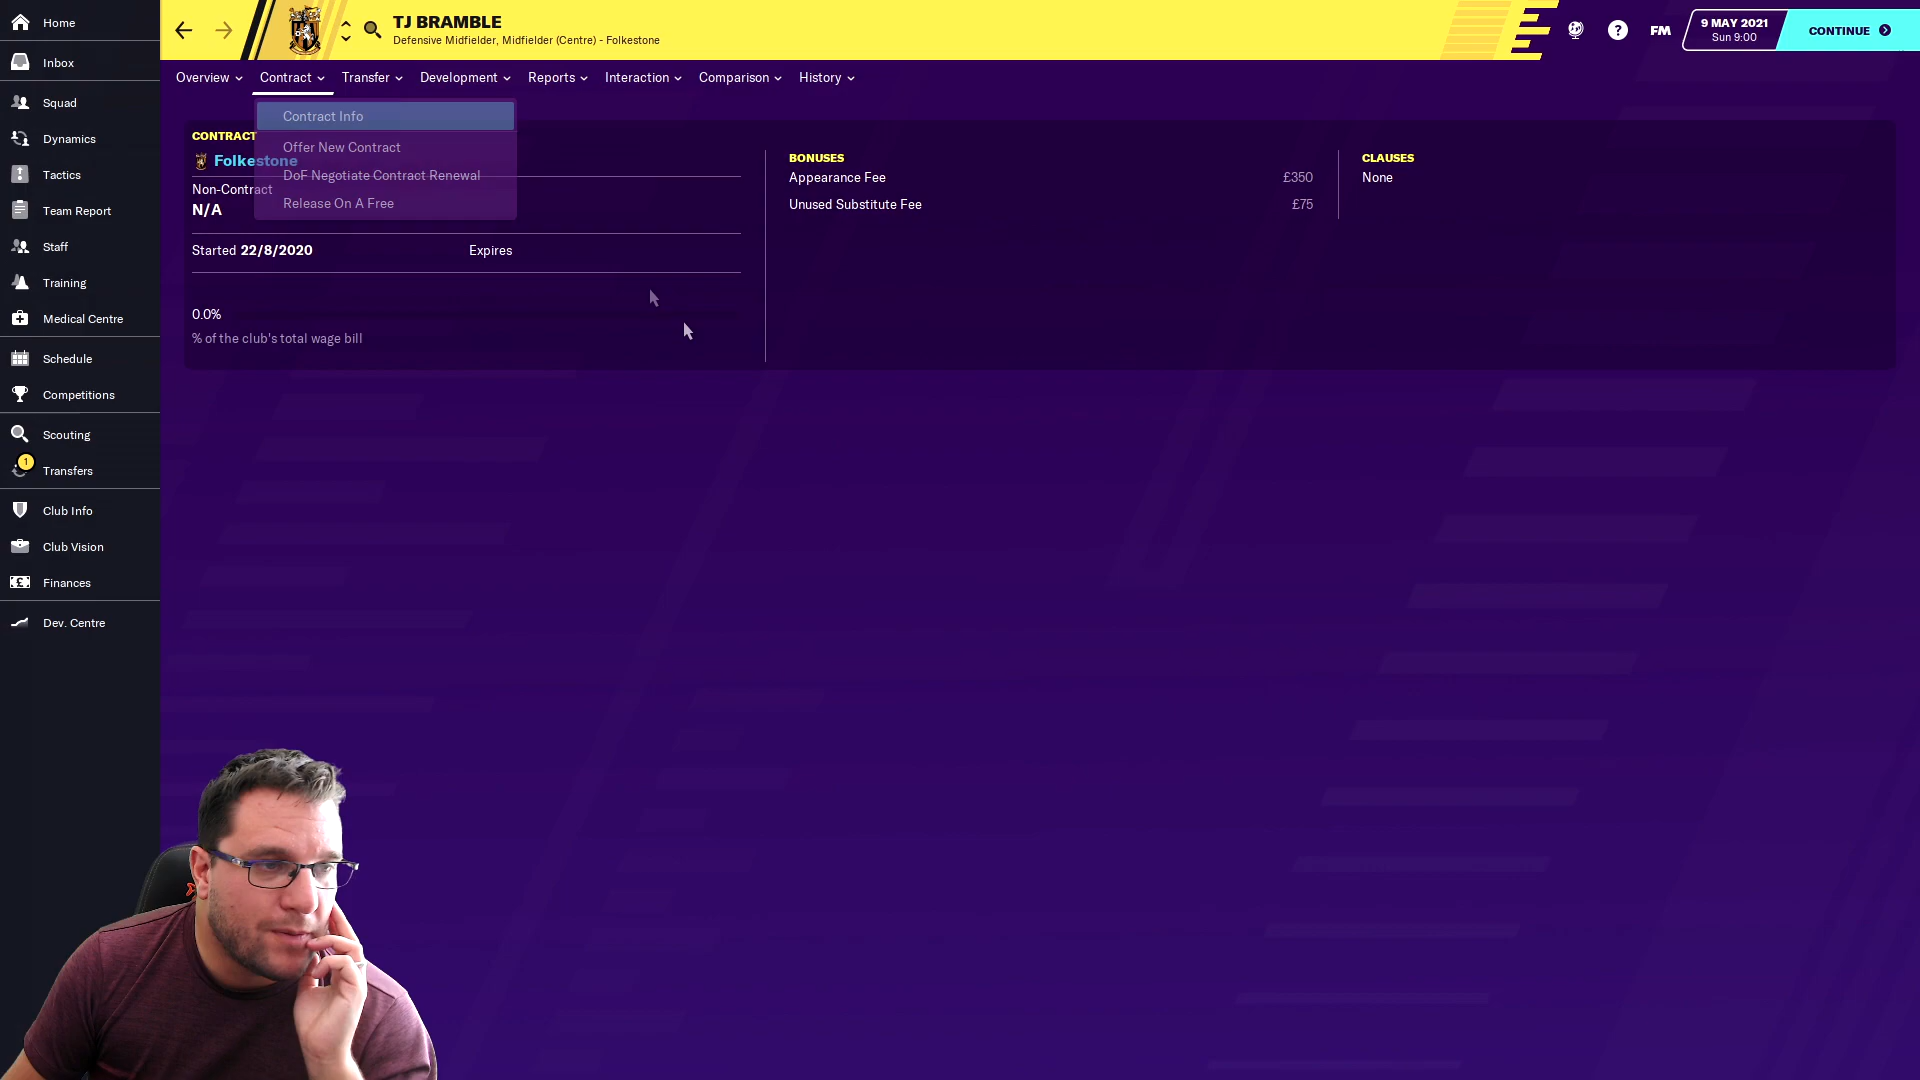 Home
Inbox
Squad
Dynamics
Tactics
Team Report
Staff
Training
Medical Centre
Schedule
Competitions
Scouting
1
Transfers
Club Info
Club Vision
Finances
Dev. Centre
TJ BRAMBLE
Defensive Midfielder, Midfielder (Centre) - Folkestone
?
FM
9 MAY 2021
Sun 9:00
CONTINUE
Overview
Contract
Transfer
Development
Reports
Interaction
Comparison
History
Contract Info
Offer New Contract
DoF Negotiate Contract Renewal
Release On A Free
CONTRACT
Folkestone
Non-Contract
N/A
Started 22/8/2020
Expires
0.0%
% of the club's total wage bill
BONUSES
Appearance Fee £350
Unused Substitute Fee £75
CLAUSES
None